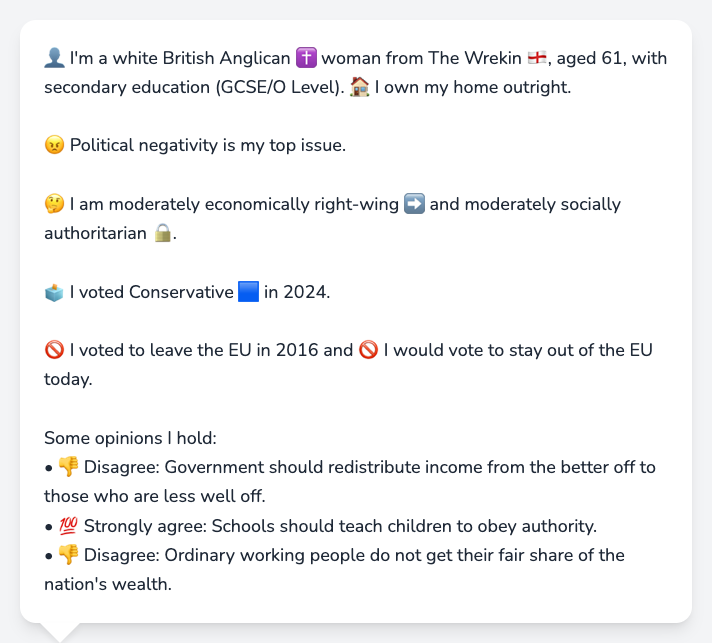 👤 I'm a white British Anglican ✝️ woman from The Wrekin 🏴󠁧󠁢󠁥󠁮󠁧󠁿, aged 61, with
secondary education (GCSE/O Level). 🏠 I own my home outright.
😠 Political negativity is my top issue.
🤔 I am moderately economically right-wing ➡️ and moderately socially
authoritarian 🔒.
🗳️ I voted Conservative 🟦 in 2024.
🚫 I voted to leave the EU in 2016 and 🚫 I would vote to stay out of the EU
today.
Some opinions I hold:
• 👎 Disagree: Government should redistribute income from the better off to
those who are less well off.
• 💯 Strongly agree: Schools should teach children to obey authority.
• 👎 Disagree: Ordinary working people do not get their fair share of the
nation's wealth.